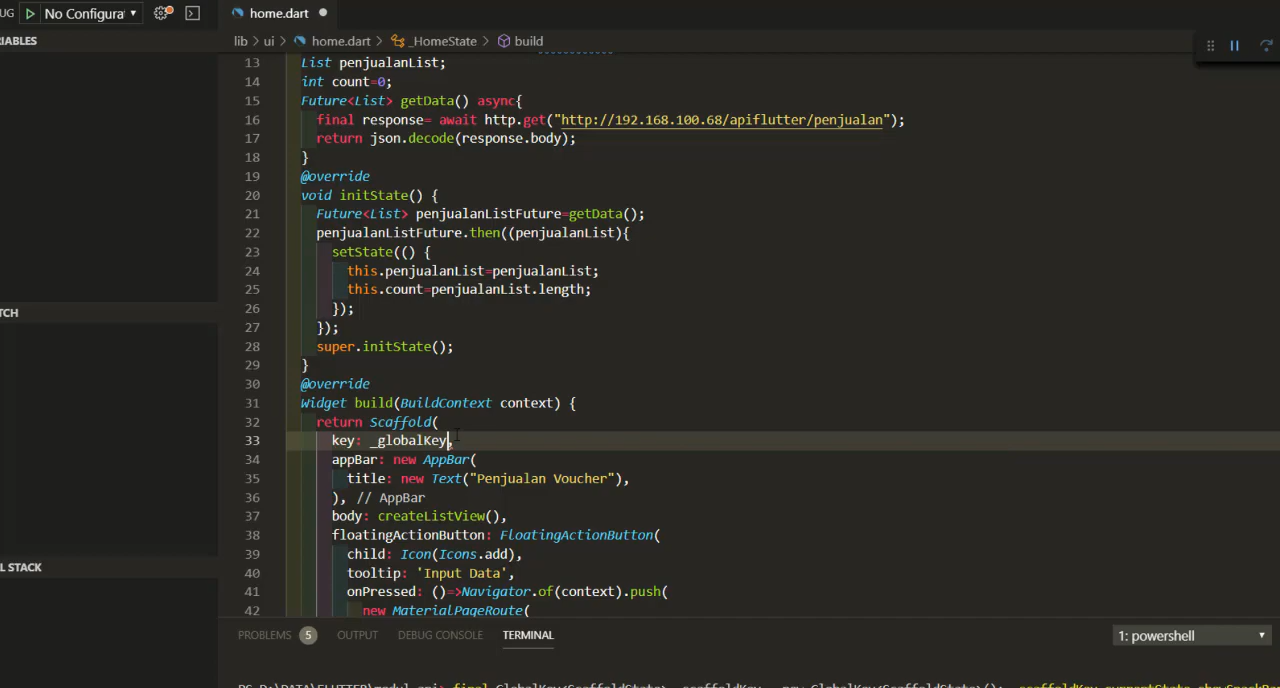 UG No Configurat
home.dart
IABLES
lib > ui > home.dart > _HomeState > build
13 List penjualanList;
14 int count=0;
15 Future<List> getData() async{
16 final response= await http.get("http://192.168.100.68/apiflutter/penjualan");
17 return json.decode(response.body);
18 }
19 @override
20 void initState() {
21 Future<List> penjualanListFuture=getData();
22 penjualanListFuture.then((penjualanList){
23 setState(() {
24 this.penjualanList=penjualanList;
25 this.count=penjualanList.length;
26 });
27 });
28 super.initState();
29 }
30 @override
31 Widget build(BuildContext context) {
32 return Scaffold(
33 key: _globalKey,
34 appBar: new AppBar(
35 title: new Text("Penjualan Voucher"),
36 ), // AppBar
37 body: createListView(),
38 floatingActionButton: FloatingActionButton(
39 child: Icon(Icons.add),
40 tooltip: 'Input Data',
41 onPressed: ()=>Navigator.of(context).push(
42 new MaterialPageRoute(
TCH
L STACK
PROBLEMS 5 OUTPUT DEBUG CONSOLE TERMINAL 1: powershell